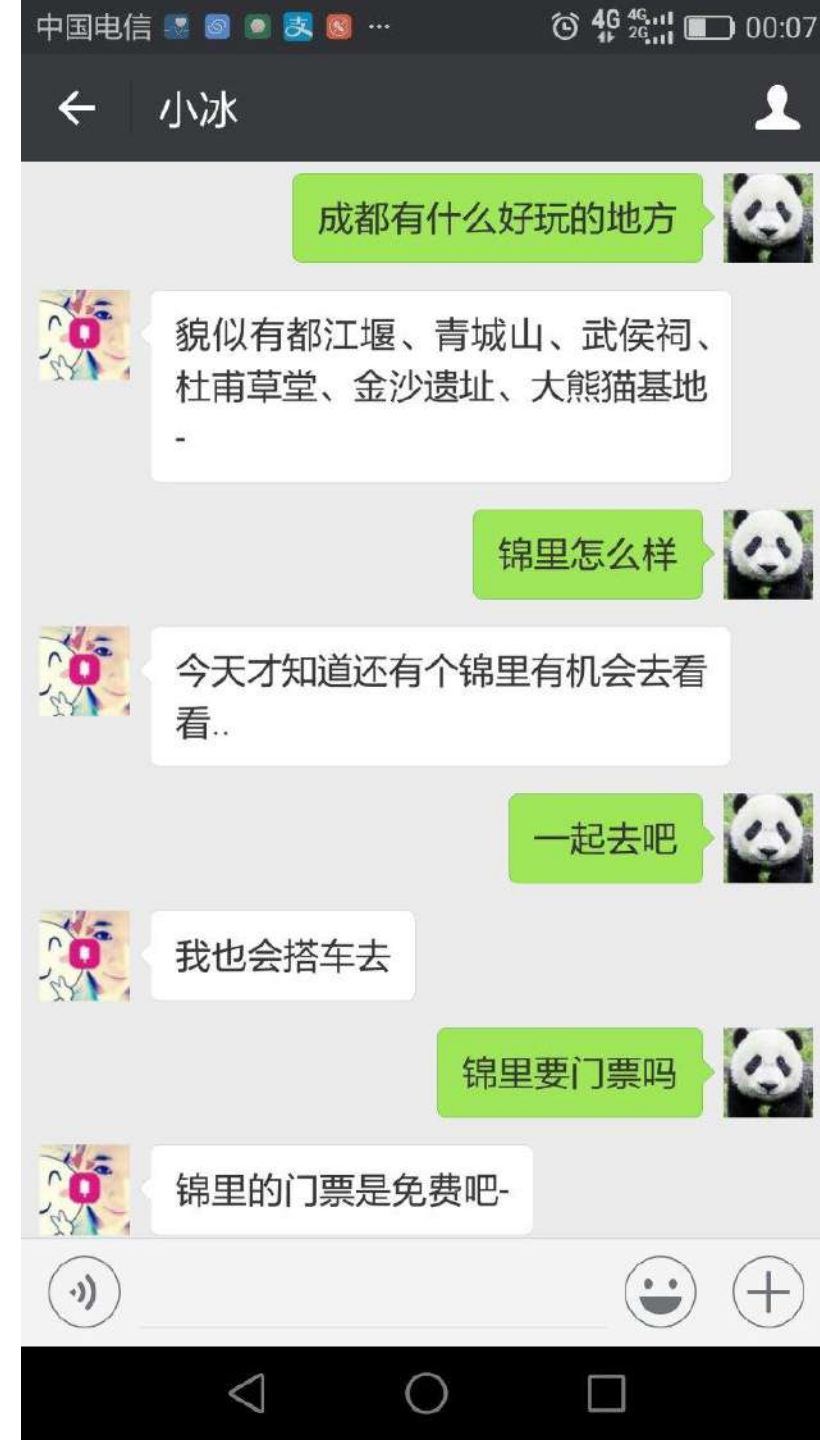 中国电信 支 ... 4G 4G 2G 00:07
小冰
成都有什么好玩的地方
貌似有都江堰、青城山、武侯祠、
杜甫草堂、金沙遗址、大熊猫基地
-
锦里怎么样
今天才知道还有个锦里有机会去看
看..
一起去吧
我也会搭车去
锦里要门票吗
锦里的门票是免费吧-